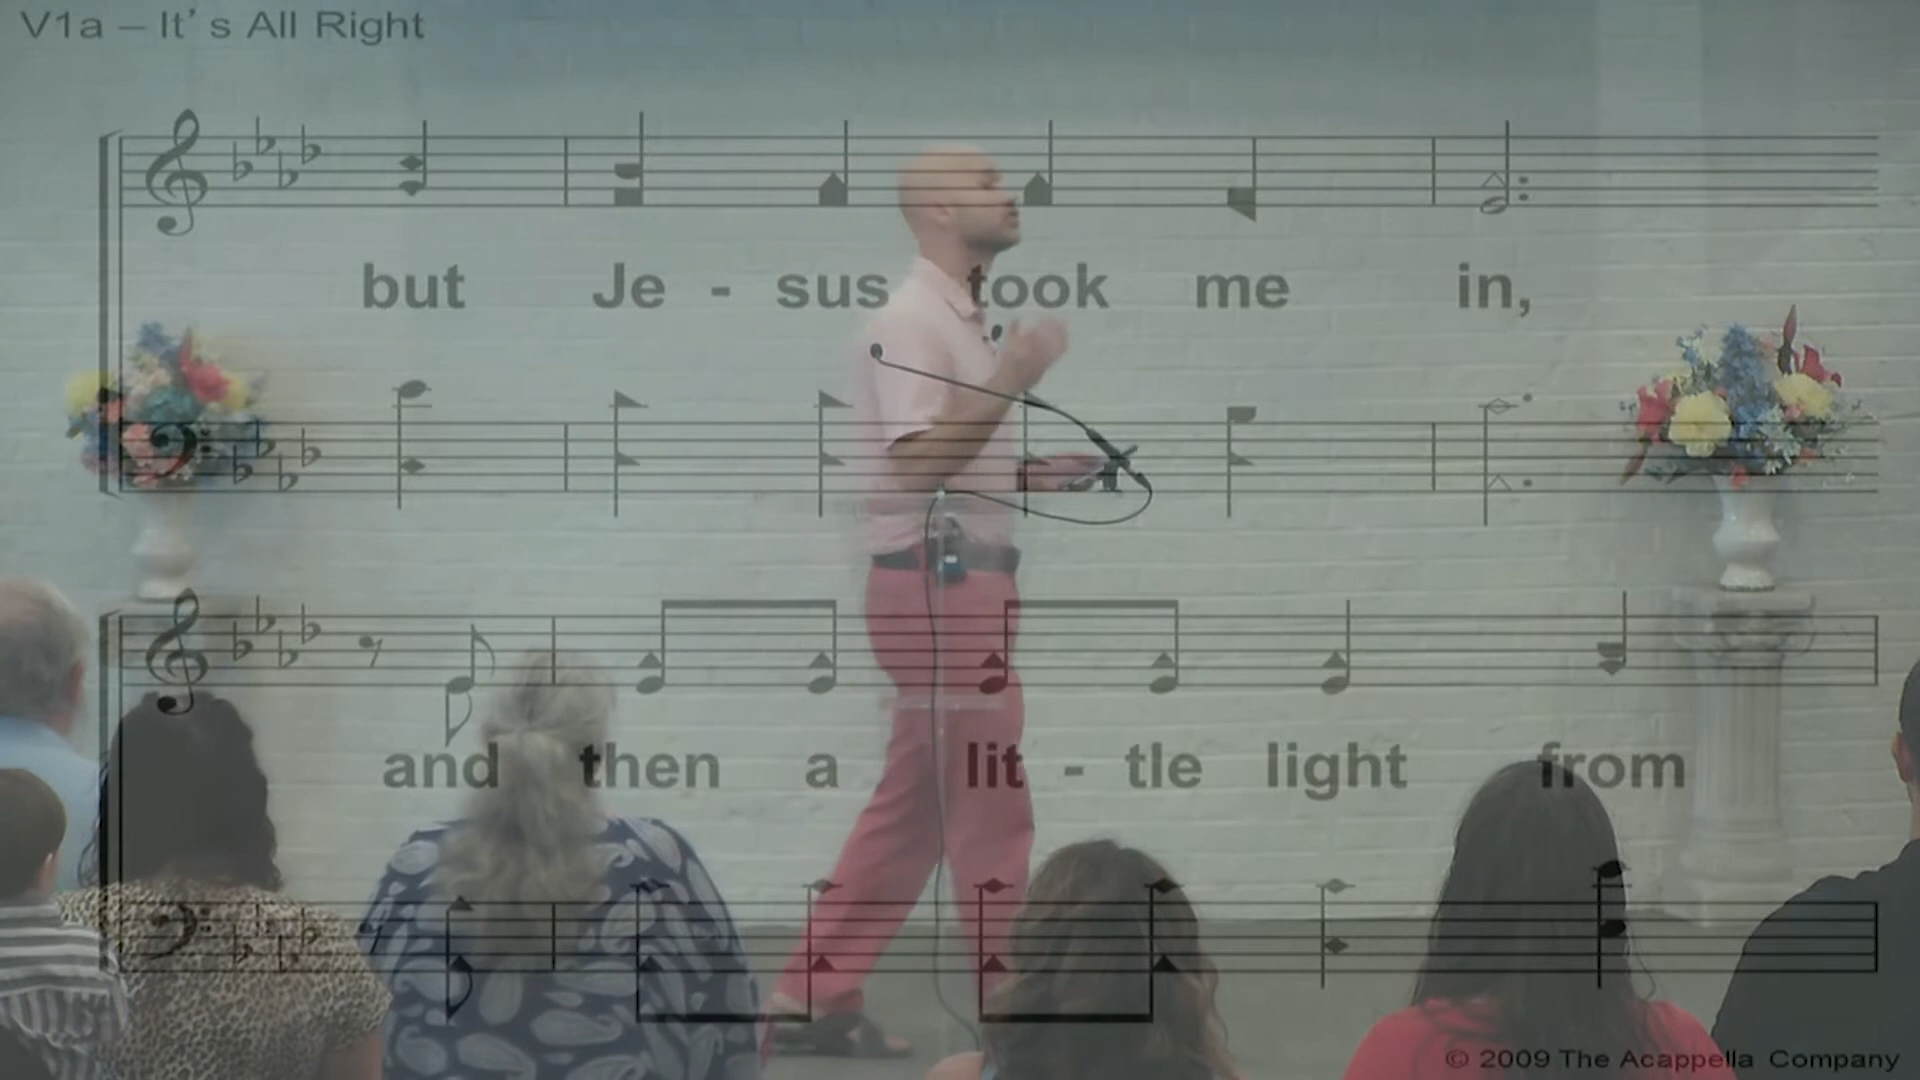 V1a – It's All Right
but Je - sus took me in,
and then a lit - tle light from
© 2009 The Acappella Company